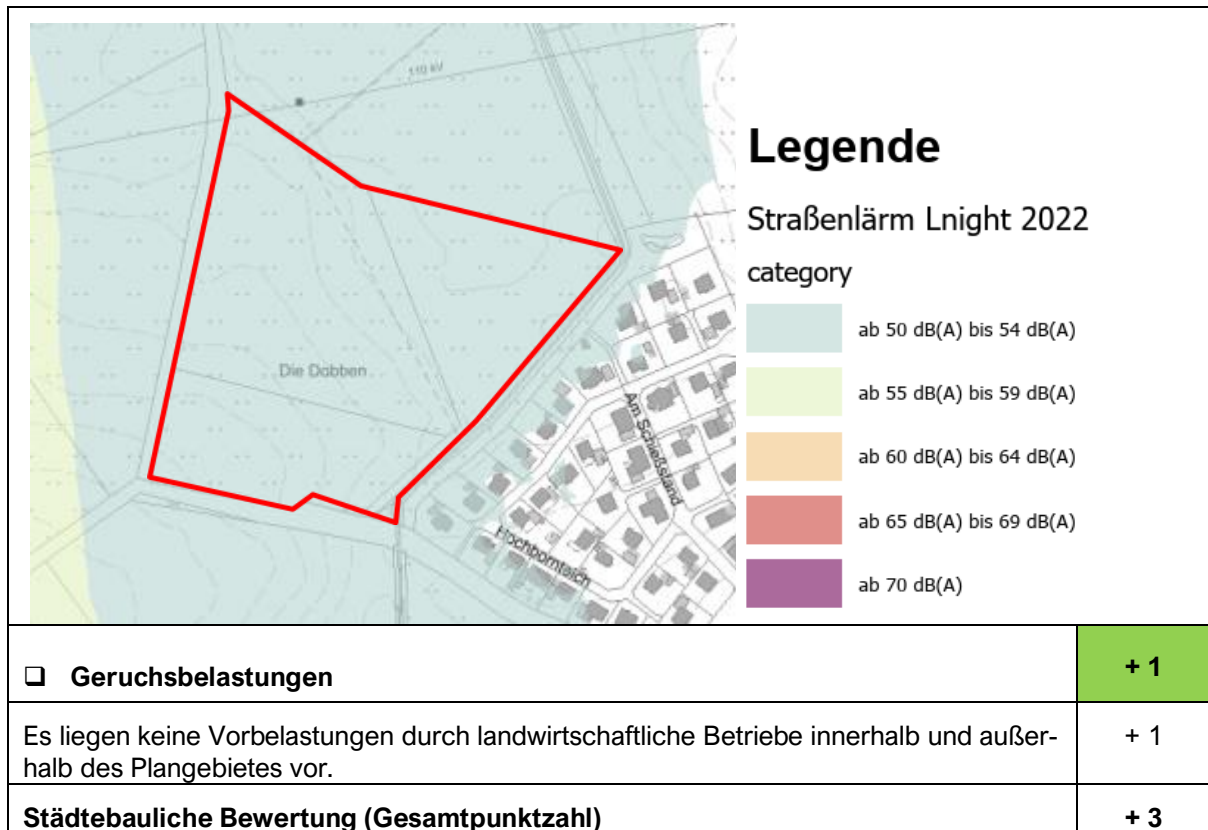 110 kV
Die Dobben
Am Schießstand
Hochbornteich
Legende
Straßenlärm Lnight 2022
category
ab 50 dB(A) bis 54 dB(A)
ab 55 dB(A) bis 59 dB(A)
ab 60 dB(A) bis 64 dB(A)
ab 65 dB(A) bis 69 dB(A)
ab 70 dB(A)
❑ Geruchsbelastungen + 1
Es liegen keine Vorbelastungen durch landwirtschaftliche Betriebe innerhalb und außer- + 1
halb des Plangebietes vor.
Städtebauliche Bewertung (Gesamtpunktzahl) + 3